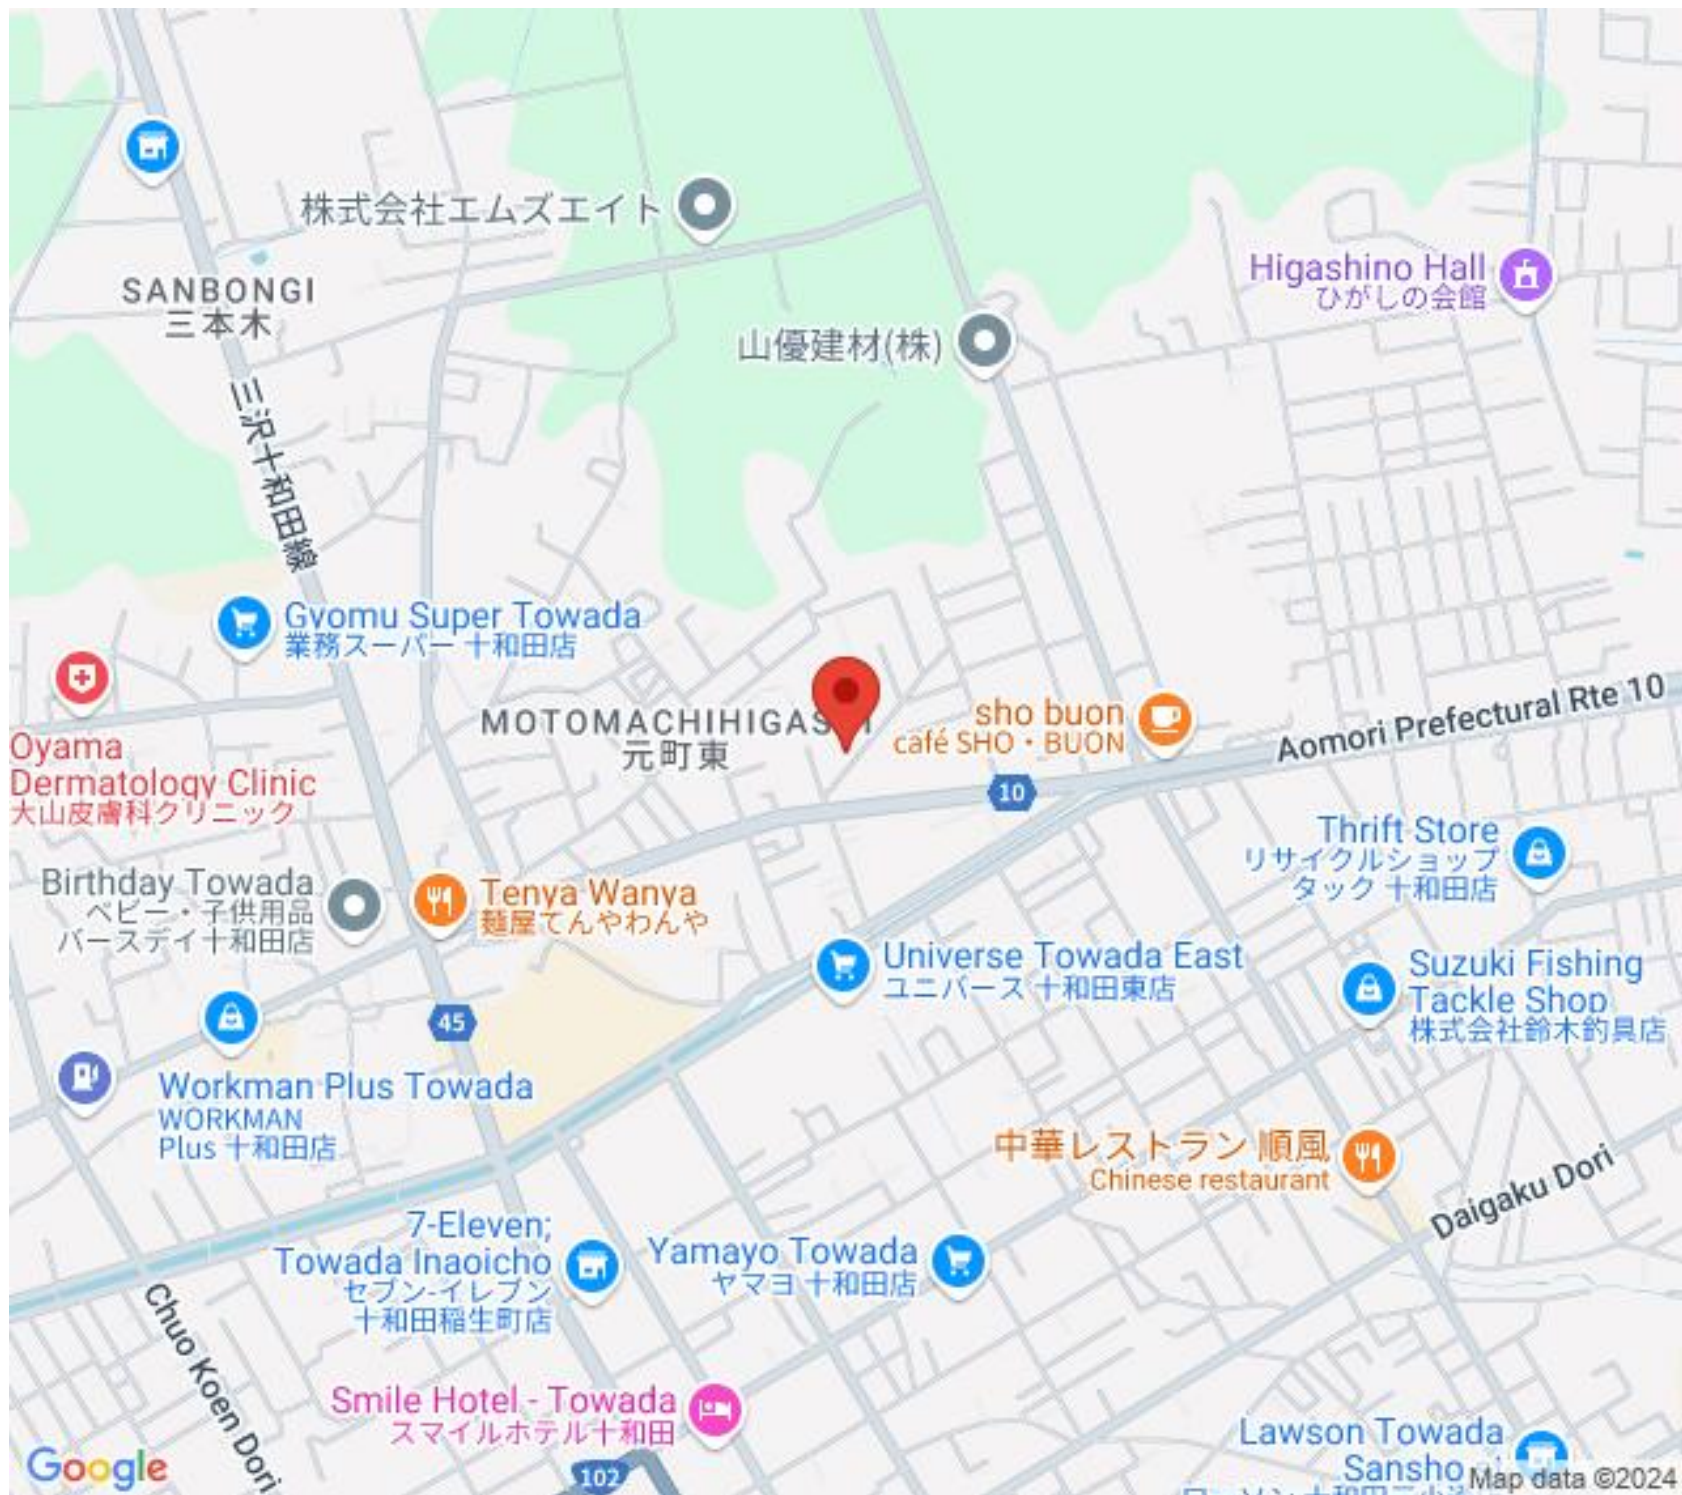 株式会社エムズエイト
SANBONGI
三本木
Higashino Hall
ひがしの会館
山優建材(株)
三沢十和田線
Gyomu Super Towada
業務スーパー 十和田店
MOTOMACHIHIGAS
元町東
sho buon
café SHO・BUON
Aomori Prefectural Rte 10
Oyama
Dermatology Clinic
大山皮膚科クリニック
10
Thrift Store
リサイクルショップ
タック 十和田店
Birthday Towada
ベビー・子供用品
バースデイ十和田店
Tenya Wanya
麺屋てんやわんや
Universe Towada East
ユニバース 十和田東店
Suzuki Fishing
Tackle Shop
株式会社鈴木釣具店
45
Workman Plus Towada
WORKMAN
Plus 十和田店
中華レストラン 順風
Chinese restaurant
Daigaku Dori
7-Eleven;
Towada Inaoicho
セブン-イレブン
十和田稲生町店
Yamayo Towada
ヤマヨ 十和田店
Chuo Koen Dori
Smile Hotel - Towada
スマイルホテル十和田
Lawson Towada
Sansho
Google
102
Map data ©2024